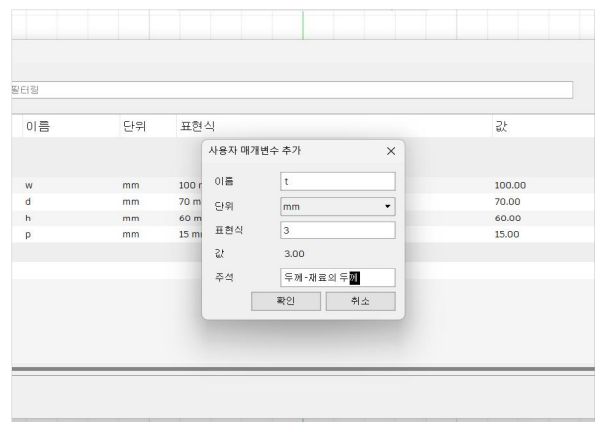 필터링
이름 단위 표현식 값
사용자 매개변수 추가
w mm 100 100.00
d mm 70 m 70.00
h mm 60 m 60.00
p mm 15 m 15.00
이름 t
단위 mm
표현식 3
값 3.00
주석 두께-재료의 두께
확인 취소